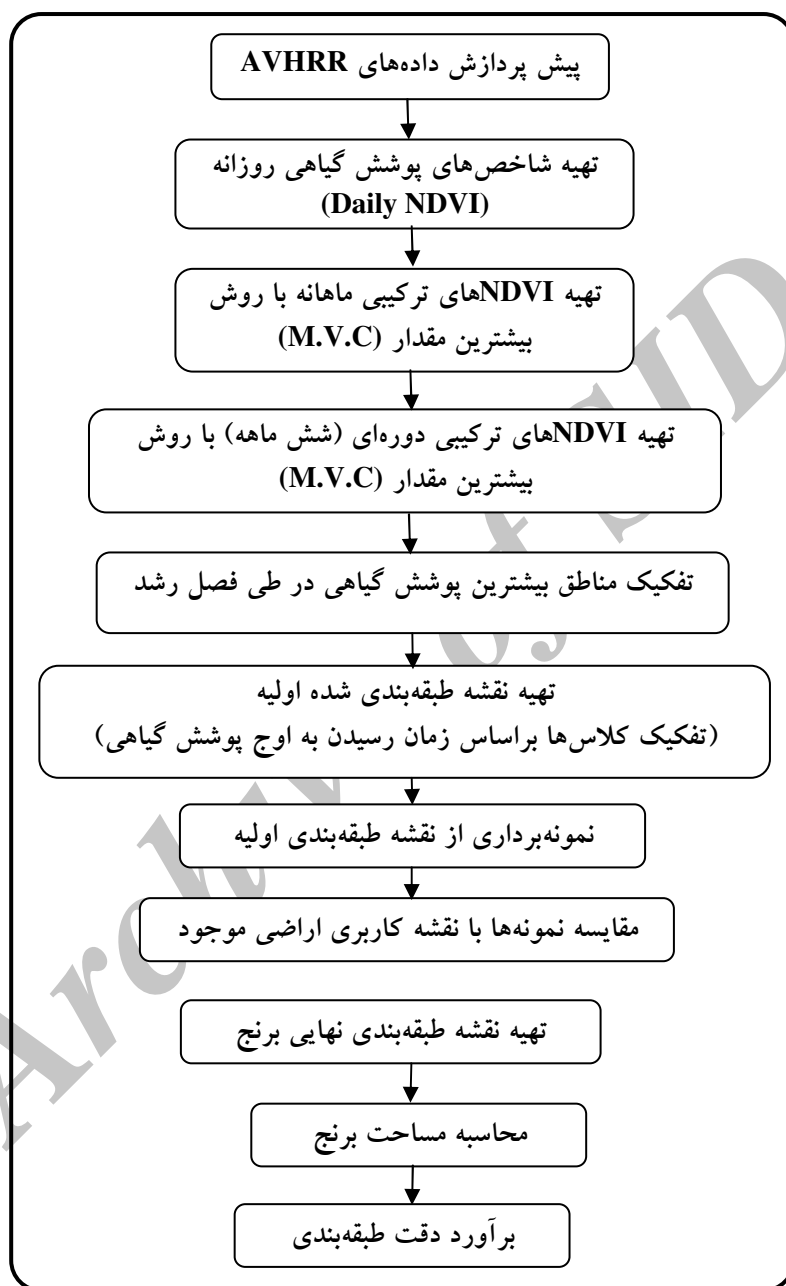 پیش پردازش داده‌های AVHRR
تهیه شاخص‌های پوشش گیاهی روزانه
(Daily NDVI)
تهیه NDVIهای ترکیبی ماهانه با روش
بیشترین مقدار (M.V.C)
تهیه NDVIهای ترکیبی دوره‌ای (شش ماهه) با روش
بیشترین مقدار (M.V.C)
تفکیک مناطق بیشترین پوشش گیاهی در طی فصل رشد
تهیه نقشه طبقه‌بندی شده اولیه
(تفکیک کلاس‌ها براساس زمان رسیدن به اوج پوشش گیاهی)
نمونه‌برداری از نقشه طبقه‌بندی اولیه
مقایسه نمونه‌ها با نقشه کاربری اراضی موجود
تهیه نقشه طبقه‌بندی نهایی برنج
محاسبه مساحت برنج
برآورد دقت طبقه‌بندی
Archive of SID